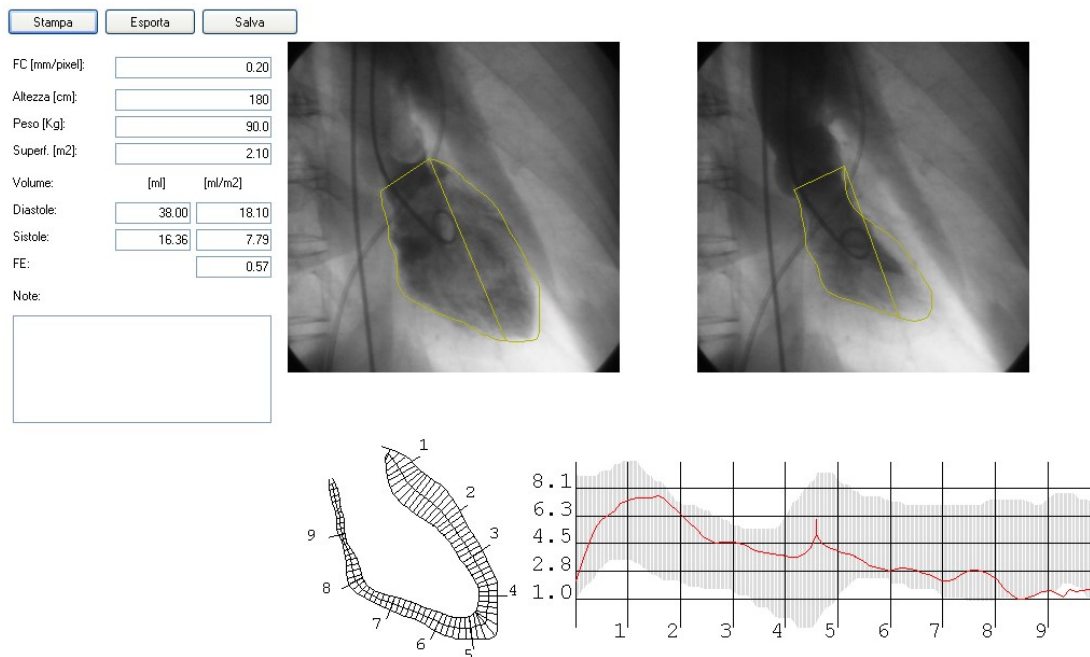 Stampa Esporta Salva
FC [mm/pixel]: 0.20
Altezza [cm]: 180
Peso [Kg]: 90.0
Superf. [m2]: 2.10
Volume: [ml] [ml/m2]
Diastole: 38.00 18.10
Sistole: 16.36 7.79
FE: 0.57
Note:
1
2
3
4
5
6
7
8
9
8.1
6.3
4.5
2.8
1.0
1 2 3 4 5 6 7 8 9